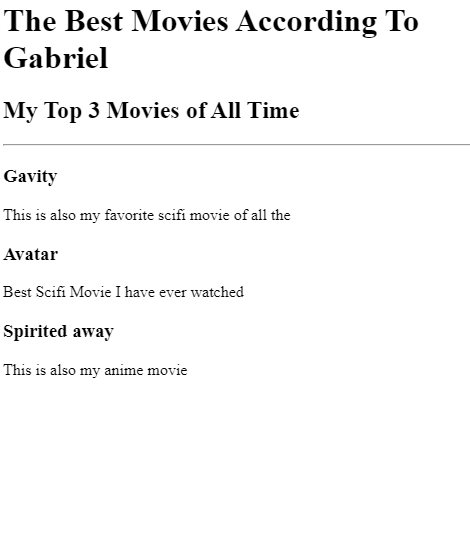 The Best Movies According To
Gabriel
My Top 3 Movies of All Time
Gavity
This is also my favorite scifi movie of all the
Avatar
Best Scifi Movie I have ever watched
Spirited away
This is also my anime movie